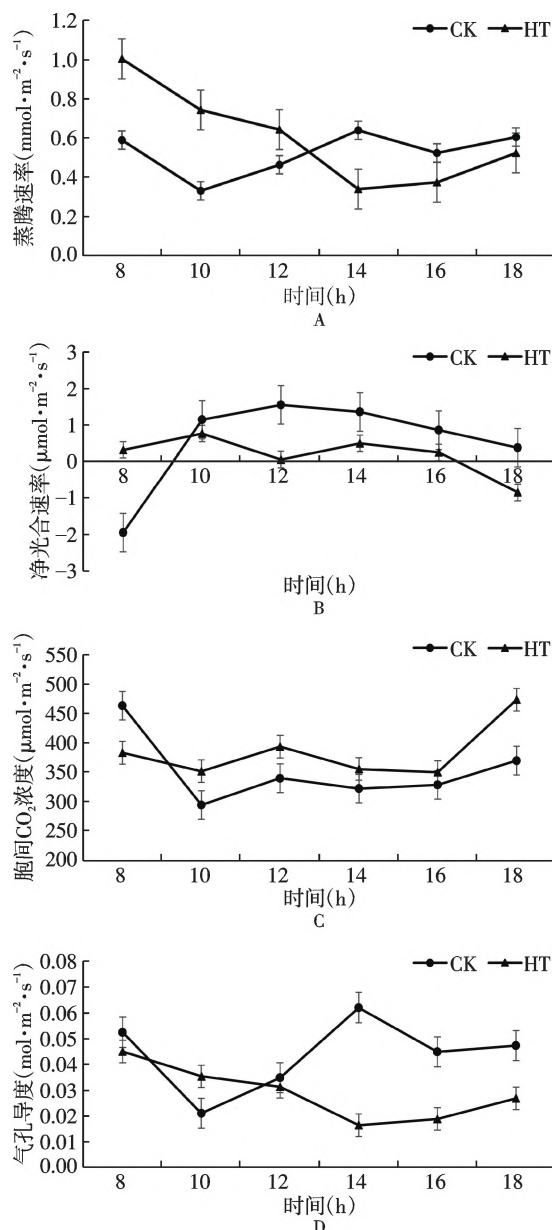 CK HT
蒸腾速率(mmol·m⁻²·s⁻¹)
1.2
1.0
0.8
0.6
0.4
0.2
0.0
8 10 12 14 16 18
时间(h)
A
CK HT
净光合速率(μmol·m⁻²·s⁻¹)
3
2
1
0
8 10 12 14 16 18
-1
-2
-3
时间(h)
B
CK HT
胞间CO₂浓度(μmol·m⁻²·s⁻¹)
550
500
450
400
350
300
250
200
8 10 12 14 16 18
时间(h)
C
CK HT
气孔导度(mol·m⁻²·s⁻¹)
0.08
0.07
0.06
0.05
0.04
0.03
0.02
0.01
0.00
8 10 12 14 16 18
时间(h)
D